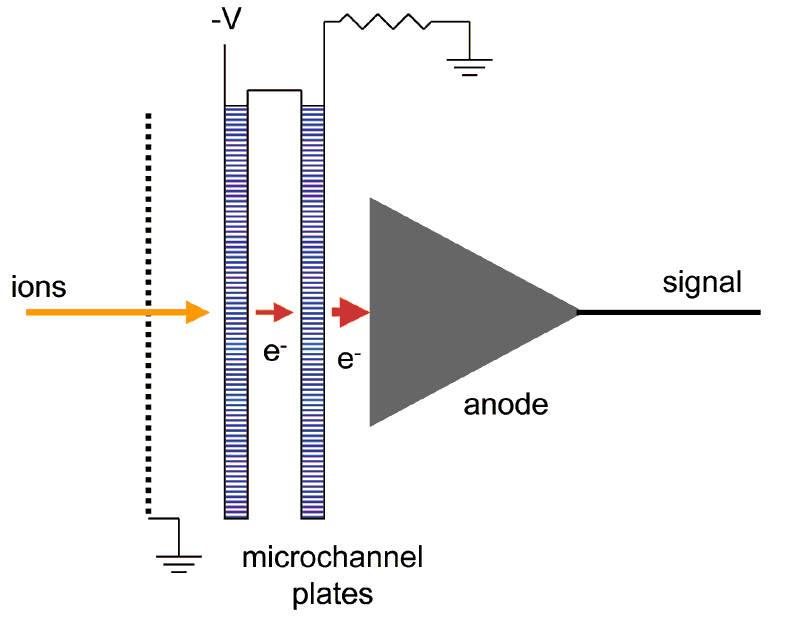 -V
ions
signal
e-
e-
anode
microchannel
plates